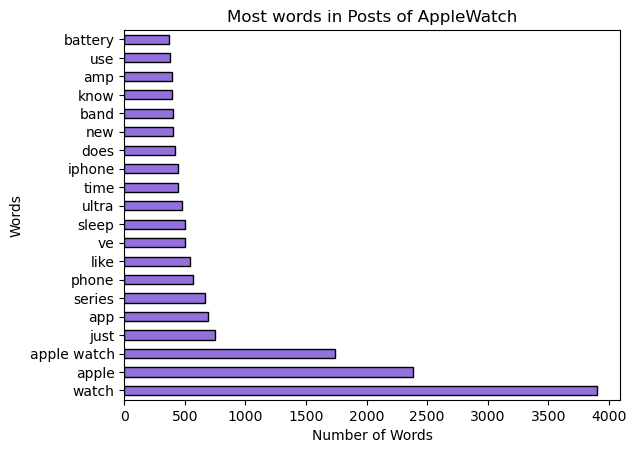 Most words in Posts of AppleWatch
battery
use
amp
know
band
new
does
iphone
time
ultra
sleep
ve
like
phone
series
app
just
apple watch
apple
watch
Words
0 500 1000 1500 2000 2500 3000 3500 4000
Number of Words